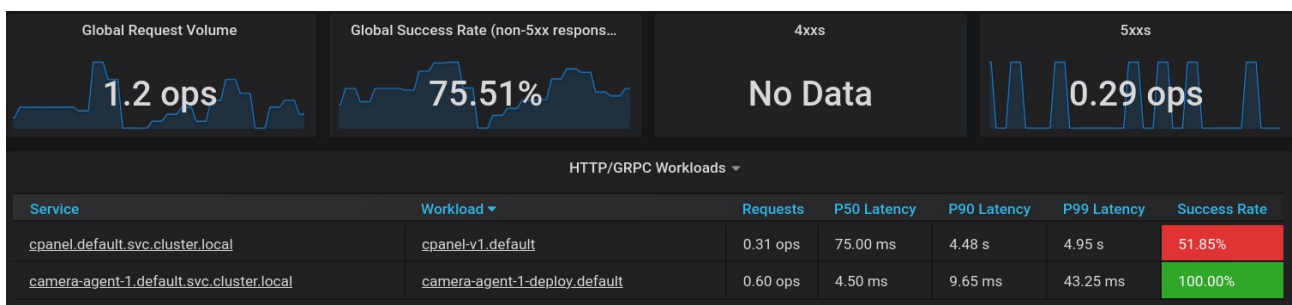 Global Request Volume
1.2 ops
Global Success Rate (non-5xx respons...
75.51%
4xxs
No Data
5xxs
0.29 ops
HTTP/GRPC Workloads
Service Workload Requests P50 Latency P90 Latency P99 Latency Success Rate
cpanel.default.svc.cluster.local cpanel-v1.default 0.31 ops 75.00 ms 4.48 s 4.95 s 51.85%
camera-agent-1.default.svc.cluster.local camera-agent-1-deploy.default 0.60 ops 4.50 ms 9.65 ms 43.25 ms 100.00%